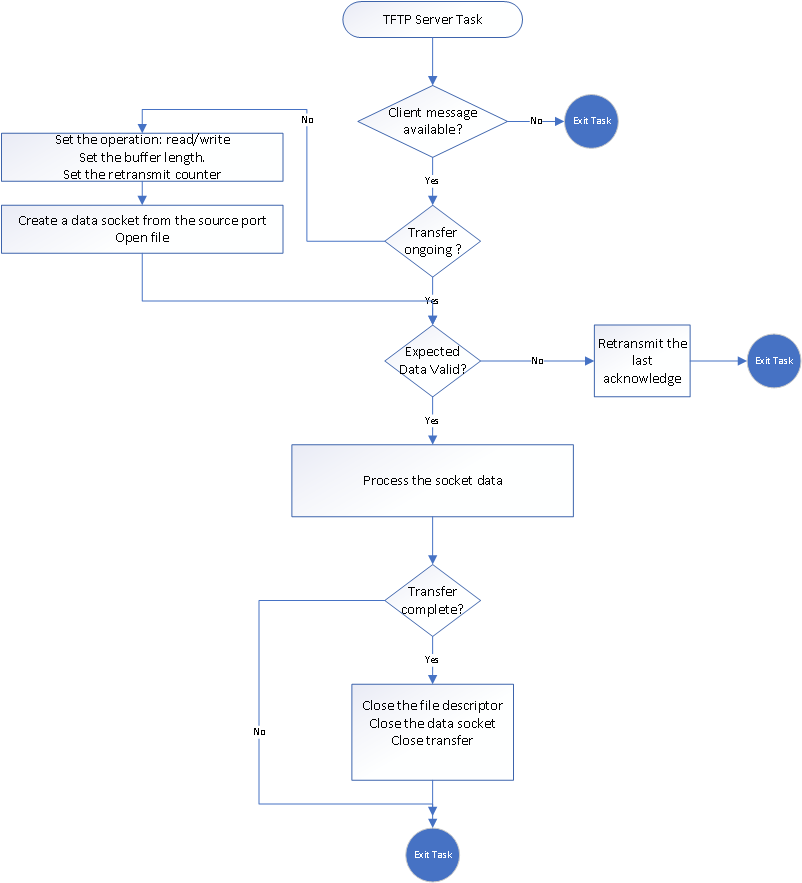 TFTP Server Task
Client message
available?
No
Exit Task
No
Set the operation: read/write
Set the buffer length.
Set the retransmit counter
Yes
Create a data socket from the source port
Open file
Transfer
ongoing ?
Yes
Expected
Data Valid?
No
Retransmit the
last
acknowledge
Exit Task
Yes
Process the socket data
Transfer
complete?
Yes
Close the file descriptor
Close the data socket
Close transfer
No
Exit Task